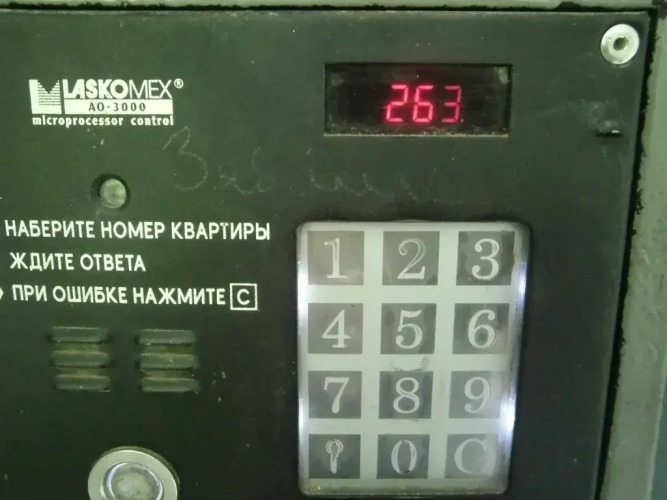 LASKOMEX®
AO-3000
microprocessor control
263
НАБЕРИТЕ НОМЕР КВАРТИРЫ
ЖДИТЕ ОТВЕТА
ПРИ ОШИБКЕ НАЖМИТЕ C
1 2 3
4 5 6
7 8 9
0 C